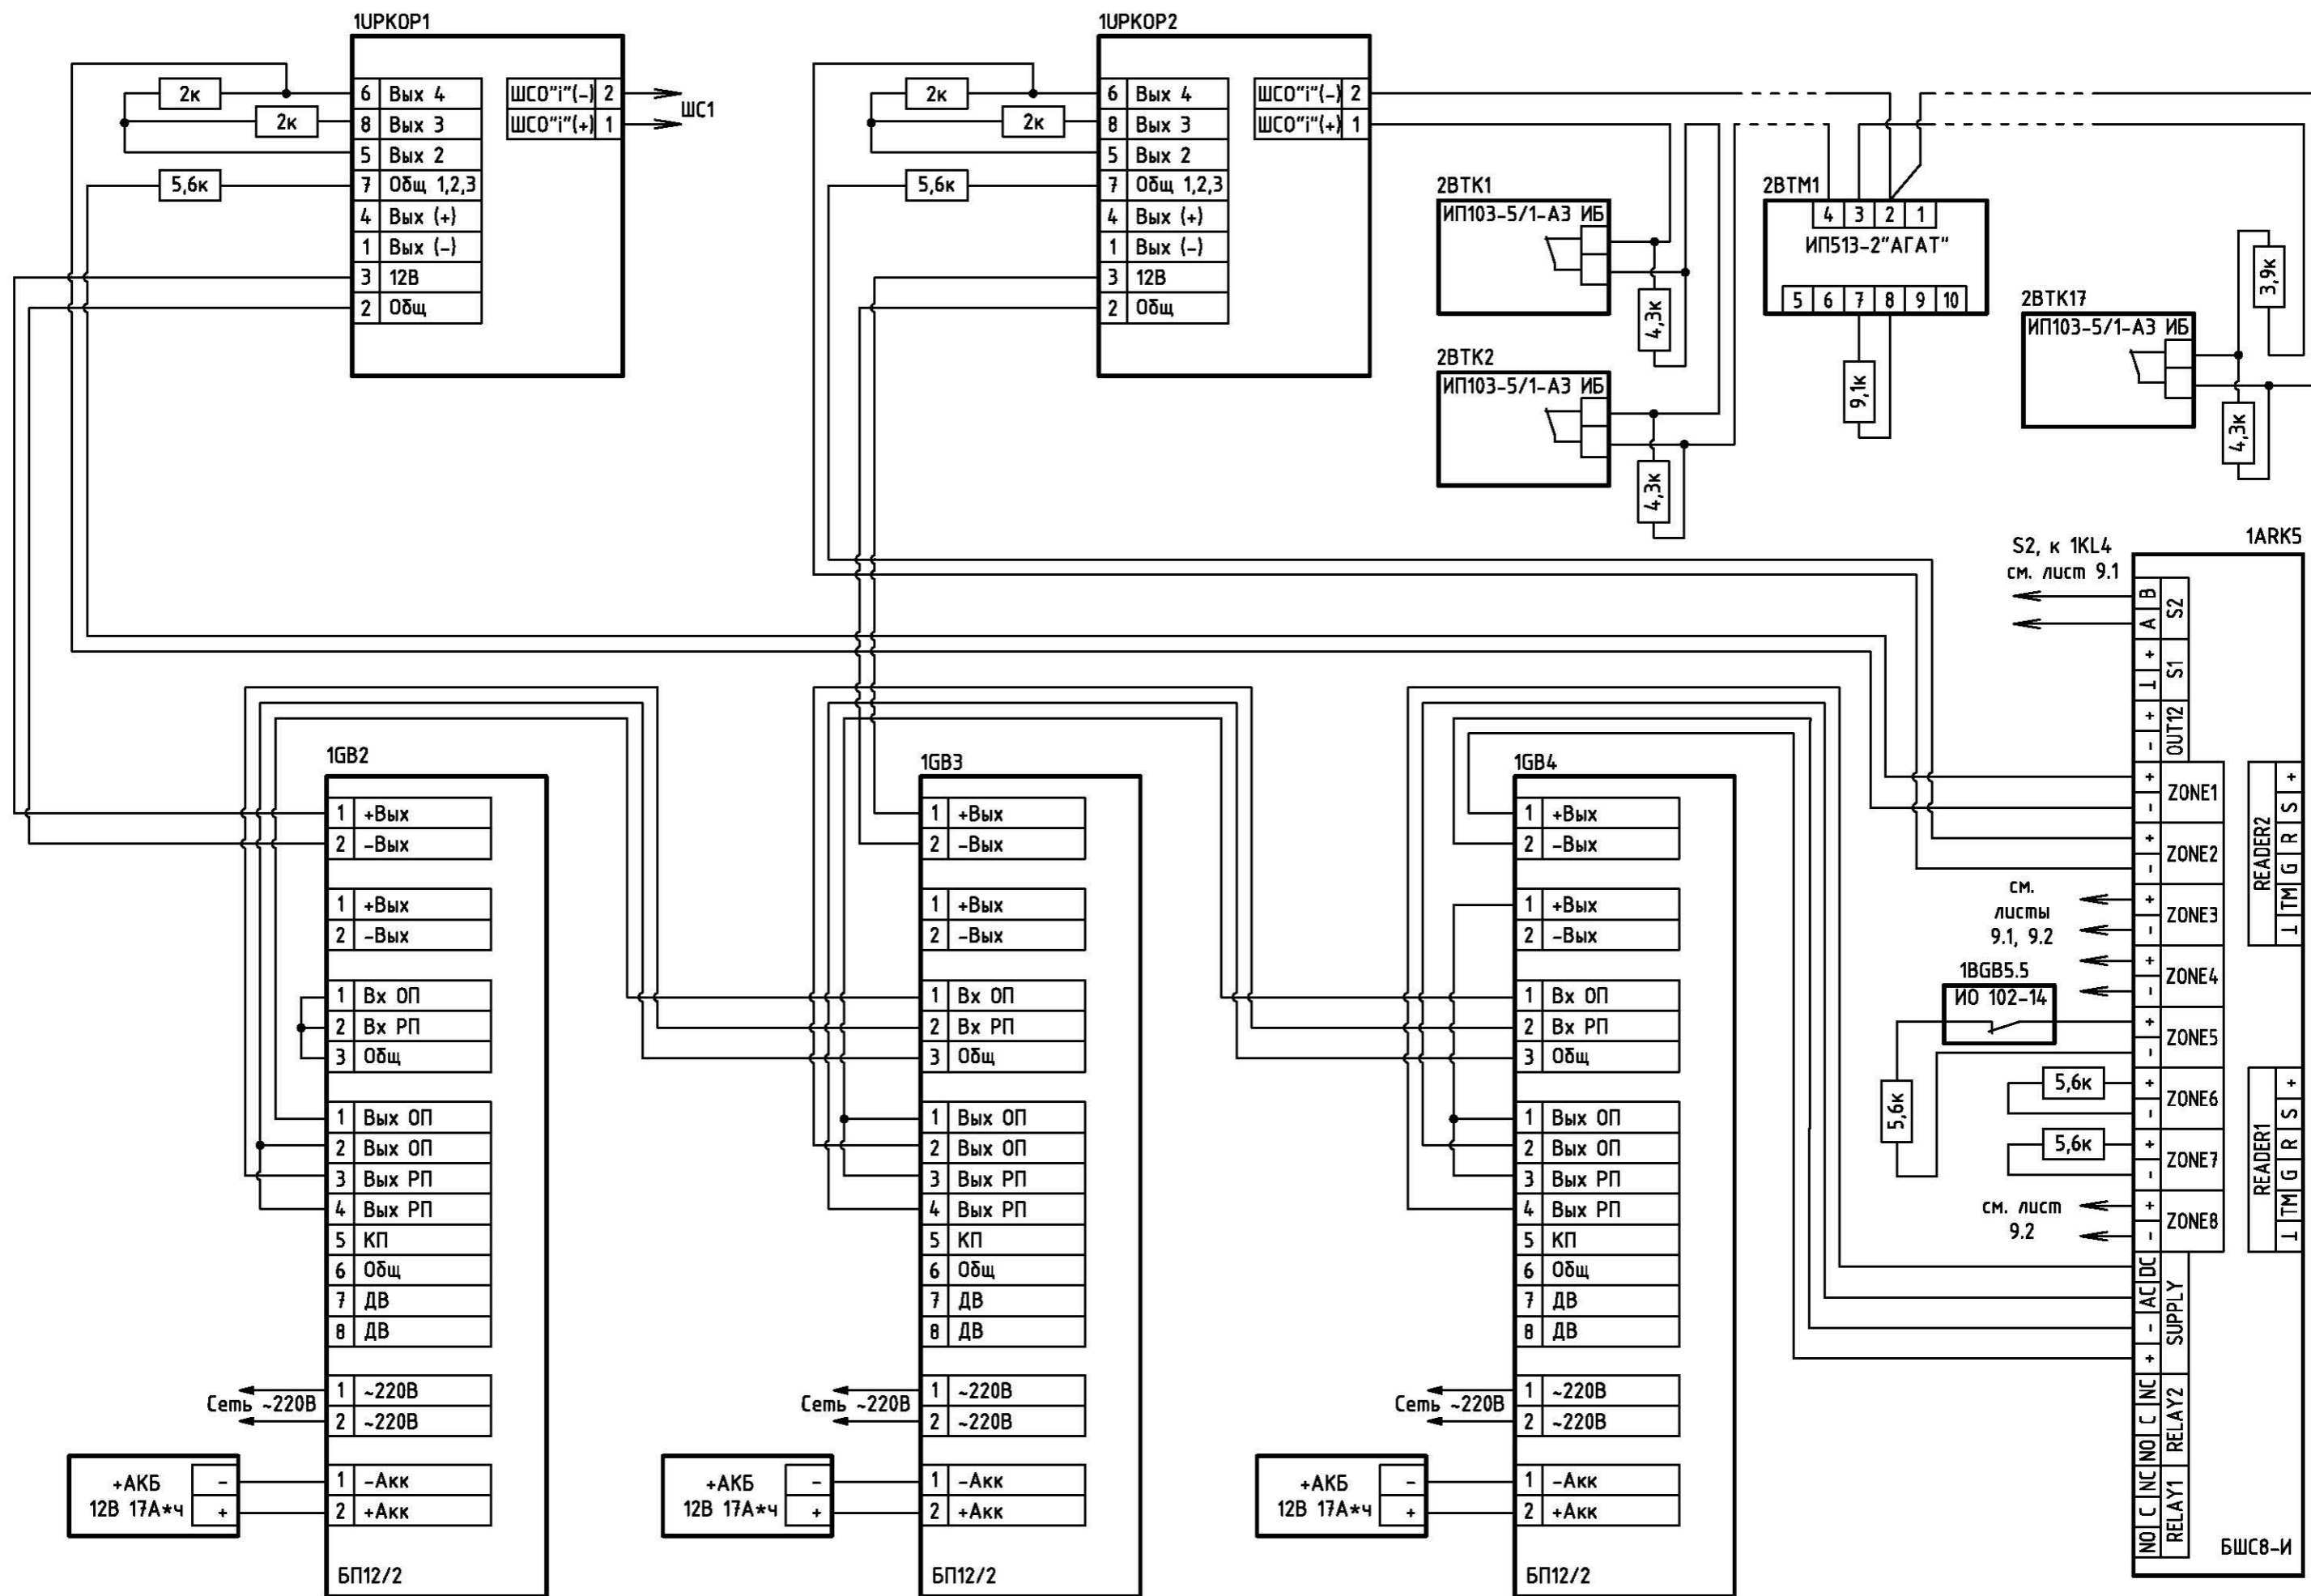 1UPKOP1
2к
2к
5,6к
6 Вых 4
8 Вых 3
5 Вых 2
7 Общ 1,2,3
4 Вых (+)
1 Вых (-)
3 12В
2 Общ
ШСО"i"(-) 2
ШСО"i"(+) 1
ШС1
1UPKOP2
2к
2к
5,6к
6 Вых 4
8 Вых 3
5 Вых 2
7 Общ 1,2,3
4 Вых (+)
1 Вых (-)
3 12В
2 Общ
ШСО"i"(-) 2
ШСО"i"(+) 1
2ВТК1
ИП103-5/1-А3 ИБ
4,3к
2ВТК2
ИП103-5/1-А3 ИБ
4,3к
2ВТМ1
4 3 2 1
ИП513-2"АГАТ"
5 6 7 8 9 10
9,1к
2ВТК17
ИП103-5/1-А3 ИБ
3,9к
4,3к
1GB2
1 +Вых
2 -Вых
1 +Вых
2 -Вых
1 Вх ОП
2 Вх РП
3 Общ
1 Вых ОП
2 Вых ОП
3 Вых РП
4 Вых РП
5 КП
6 Общ
7 ДВ
8 ДВ
Сеть ~220В
1 ~220В
2 ~220В
+АКБ
12В 17А*ч
-
+
1 -Акк
2 +Акк
БП12/2
1GB3
1 +Вых
2 -Вых
1 +Вых
2 -Вых
1 Вх ОП
2 Вх РП
3 Общ
1 Вых ОП
2 Вых ОП
3 Вых РП
4 Вых РП
5 КП
6 Общ
7 ДВ
8 ДВ
Сеть ~220В
1 ~220В
2 ~220В
+АКБ
12В 17А*ч
-
+
1 -Акк
2 +Акк
БП12/2
1GB4
1 +Вых
2 -Вых
1 +Вых
2 -Вых
1 Вх ОП
2 Вх РП
3 Общ
1 Вых ОП
2 Вых ОП
3 Вых РП
4 Вых РП
5 КП
6 Общ
7 ДВ
8 ДВ
Сеть ~220В
1 ~220В
2 ~220В
+АКБ
12В 17А*ч
-
+
1 -Акк
2 +Акк
БП12/2
1ARK5
S2, к 1KL4
см. лист 9.1
B
A
S2
+
⊥
S1
+
-
OUT12
+
-
ZONE1
+
-
ZONE2
см.
листы
9.1, 9.2
+
-
ZONE3
+
-
ZONE4
1BGB5.5
ИО 102-14
5,6к
+
-
ZONE5
5,6к
+
-
ZONE6
5,6к
+
-
ZONE7
см. лист
9.2
+
-
ZONE8
DC
AC
-
+
SUPPLY
NC
C
NO
RELAY2
NC
C
NO
RELAY1
READER2
+
S
R
G
TM
⊥
READER1
+
S
R
G
TM
⊥
БШС8-И